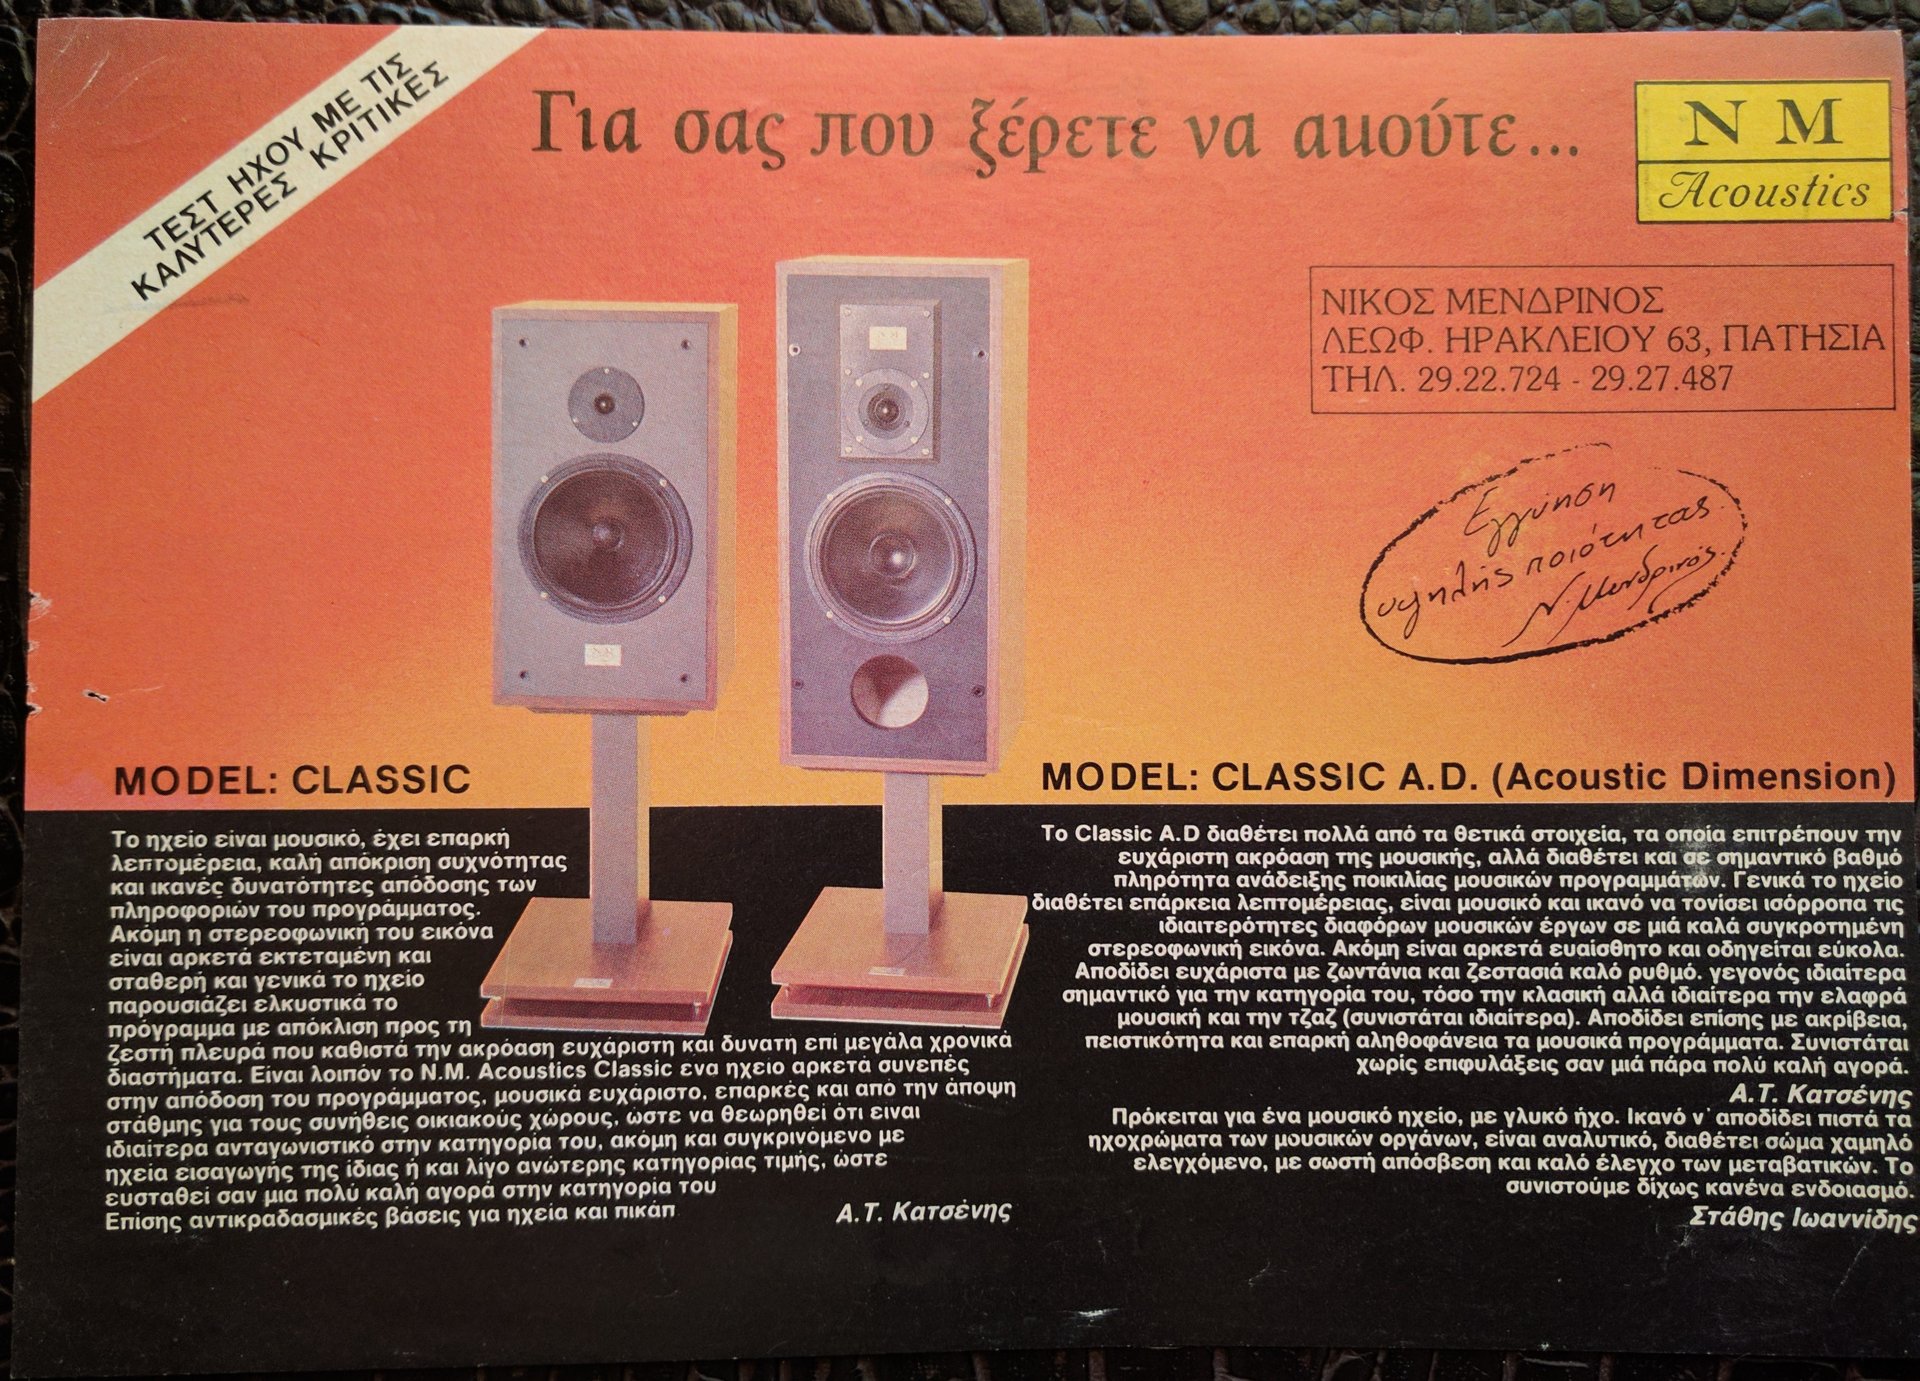 ΤΕΣΤ ΗΧΟΥ ΜΕ ΤΙΣ
ΚΑΛΥΤΕΡΕΣ ΚΡΙΤΙΚΕΣ
Για σας που ξέρετε να ακούτε...
N M
Acoustics
ΝΙΚΟΣ ΜΕΝΔΡΙΝΟΣ
ΛΕΩΦ. ΗΡΑΚΛΕΙΟΥ 63, ΠΑΤΗΣΙΑ
ΤΗΛ. 29.22.724 - 29.27.487
Εγγύηση
υψηλής ποιότητας
Ν. Μενδρινός.
N M
N M
MODEL: CLASSIC
Το ηχείο είναι μουσικό, έχει επαρκή
λεπτομέρεια, καλή απόκριση συχνότητας
και ικανές δυνατότητες απόδοσης των
πληροφοριών του προγράμματος.
Ακόμη η στερεοφωνική του εικόνα
είναι αρκετά εκτεταμένη και
σταθερή και γενικά το ηχείο
παρουσιάζει ελκυστικά το
πρόγραμμα με απόκλιση προς τη
ζεστή πλευρά που καθιστά την ακρόαση ευχάριστη και δυνατή επί μεγάλα χρονικά
διαστήματα. Είναι λοιπόν το N.M. Acoustics Classic ένα ηχείο αρκετά συνεπές
στην απόδοση του προγράμματος, μουσικά ευχάριστο, επαρκές και από την άποψη
στάθμης για τους συνήθεις οικιακούς χώρους, ώστε να θεωρηθεί ότι είναι
ιδιαίτερα ανταγωνιστικό στην κατηγορία του, ακόμη και συγκρινόμενο με
ηχεία εισαγωγής της ίδιας ή και λίγο ανώτερης κατηγορίας τιμής, ώστε
ευσταθεί σαν μια πολύ καλή αγορά στην κατηγορία του
Επίσης αντικραδασμικές βάσεις για ηχεία και πικάπ
Α.Τ. Κατσένης
MODEL: CLASSIC A.D. (Acoustic Dimension)
Το Classic A.D διαθέτει πολλά από τα θετικά στοιχεία, τα οποία επιτρέπουν την
ευχάριστη ακρόαση της μουσικής, αλλά διαθέτει και σε σημαντικό βαθμό
πληρότητα ανάδειξης ποικιλίας μουσικών προγραμμάτων. Γενικά το ηχείο
διαθέτει επάρκεια λεπτομέρειας, είναι μουσικό και ικανό να τονίσει ισόρροπα τις
ιδιαιτερότητες διαφόρων μουσικών έργων σε μιά καλά συγκροτημένη
στερεοφωνική εικόνα. Ακόμη είναι αρκετά ευαίσθητο και οδηγείται εύκολα.
Αποδίδει ευχάριστα με ζωντάνια και ζεστασιά καλό ρυθμό. γεγονός ιδιαίτερα
σημαντικό για την κατηγορία του, τόσο την κλασική αλλά ιδιαίτερα την ελαφρά
μουσική και την τζαζ (συνιστάται ιδιαίτερα). Αποδίδει επίσης με ακρίβεια,
πειστικότητα και επαρκή αληθοφάνεια τα μουσικά προγράμματα. Συνιστάται
χωρίς επιφυλάξεις σαν μιά πάρα πολύ καλή αγορά.
Α.Τ. Κατσένης
Πρόκειται για ένα μουσικό ηχείο, με γλυκό ήχο. Ικανό ν' αποδίδει πιστά τα
ηχοχρώματα των μουσικών οργάνων, είναι αναλυτικό, διαθέτει σώμα χαμηλό
ελεγχόμενο, με σωστή απόσβεση και καλό έλεγχο των μεταβατικών. Το
συνιστούμε δίχως κανένα ενδοιασμό.
Στάθης Ιωαννίδης